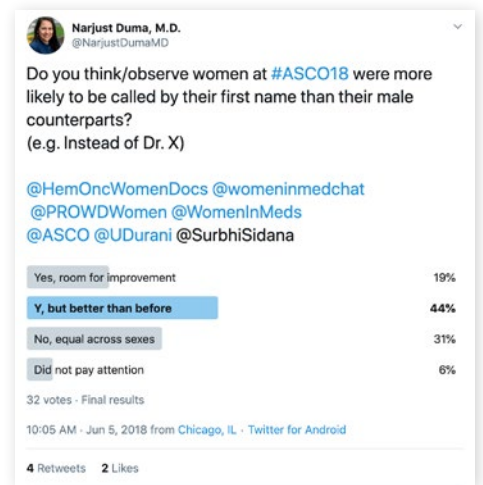 Narjust Duma, M.D.
@NarjustDumaMD
Do you think/observe women at #ASCO18 were more
likely to be called by their first name than their male
counterparts?
(e.g. Instead of Dr. X)
@HemOncWomenDocs @womeninmedchat
@PROWDWomen @WomenInMeds
@ASCO @UDurani @SurbhiSidana
Yes, room for improvement 19%
Y, but better than before 44%
No, equal across sexes 31%
Did not pay attention 6%
32 votes · Final results
10:05 AM · Jun 5, 2018 from Chicago, IL · Twitter for Android
4 Retweets 2 Likes